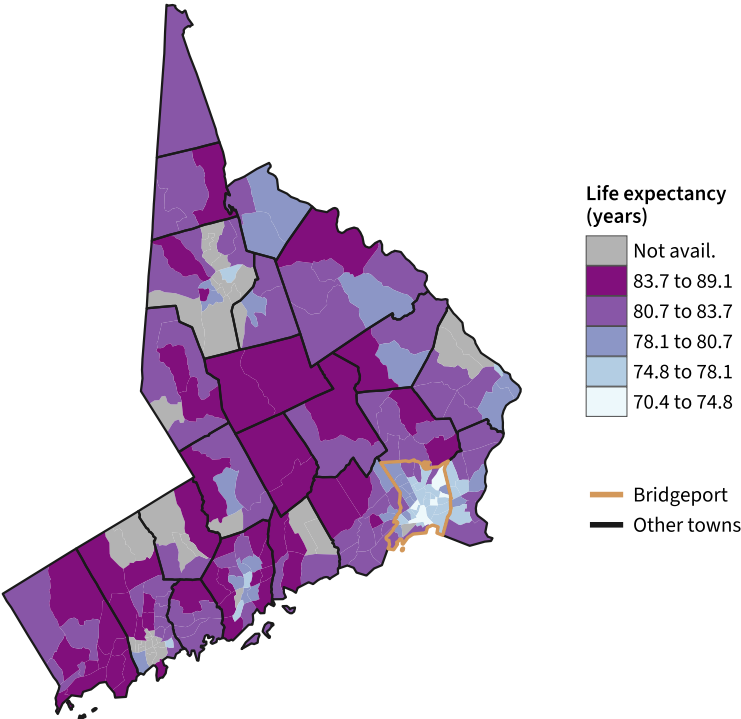 Life expectancy
(years)
Not avail.
83.7 to 89.1
80.7 to 83.7
78.1 to 80.7
74.8 to 78.1
70.4 to 74.8
Bridgeport
Other towns